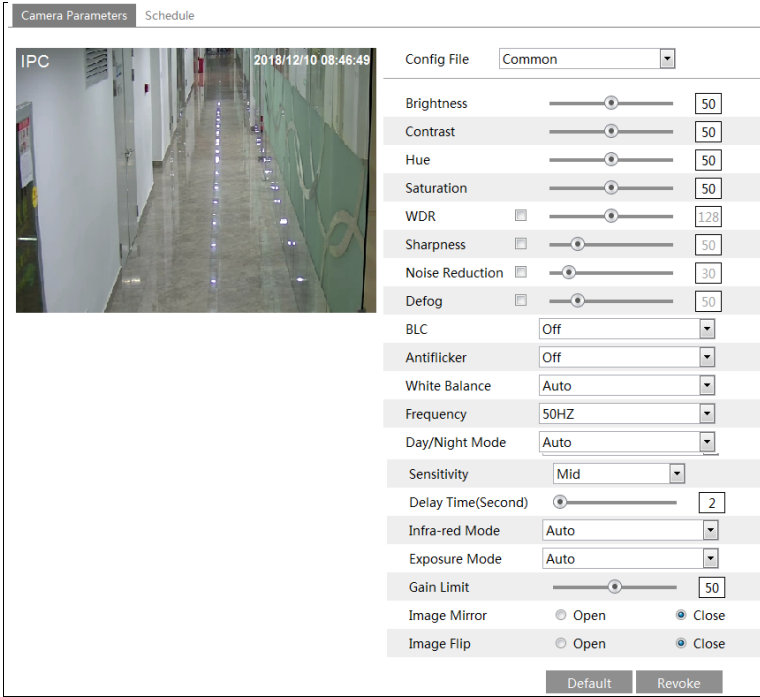 Camera Parameters Schedule
IPC 2018/12/10 08:46:49
Config File Common
Brightness 50
Contrast 50
Hue 50
Saturation 50
WDR 128
Sharpness 50
Noise Reduction 30
Defog 50
BLC Off
Antiflicker Off
White Balance Auto
Frequency 50HZ
Day/Night Mode Auto
Sensitivity Mid
Delay Time(Second) 2
Infra-red Mode Auto
Exposure Mode Auto
Gain Limit 50
Image Mirror Open Close
Image Flip Open Close
Default Revoke